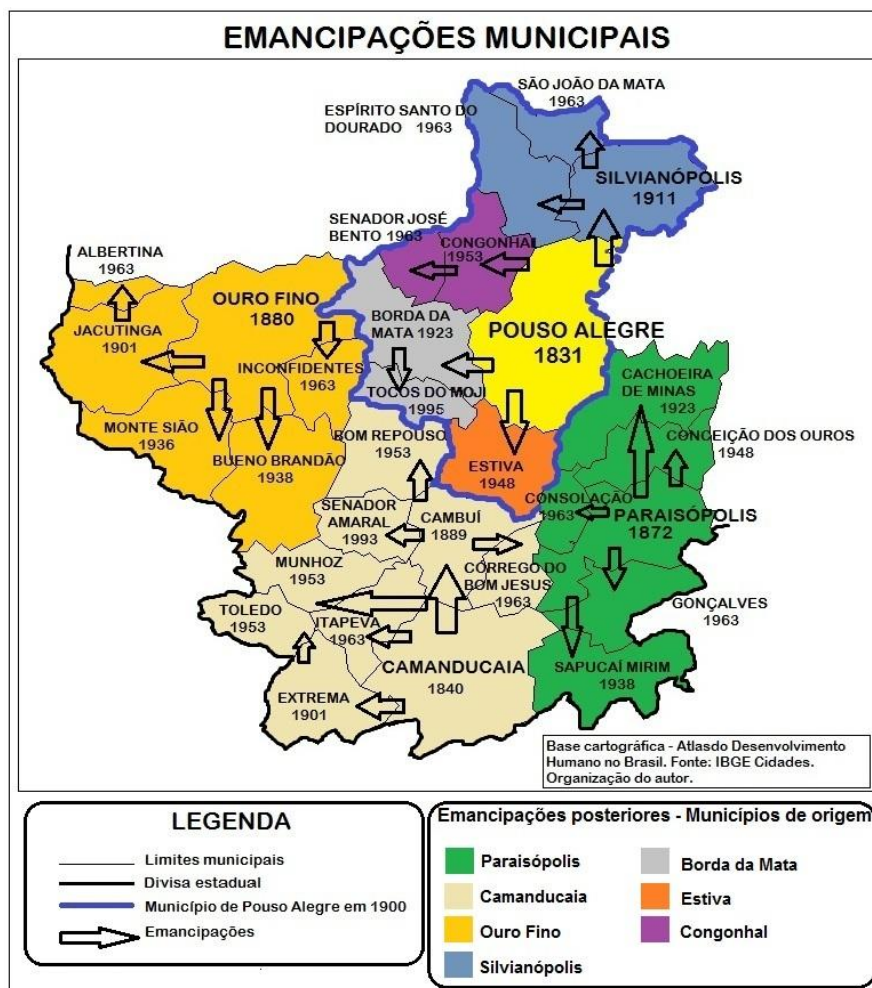 EMANCIPAÇÕES MUNICIPAIS
SÃO JOÃO DA MATA
1963
ESPÍRITO SANTO DO
DOURADO 1963
SILVIANÓPOLIS
1911
SENADOR JOSÉ
BENTO 1963
CONGONHAL
1953
ALBERTINA
1963
OURO FINO
1880
JACUTINGA
1901
BORDA DA
MATA 1923
POUSO ALEGRE
1831
INCONFIDENTES
1963
TOCOS DO MOJI
1995
CACHOEIRA
DE MINAS
1923
MONTE SIÃO
1936
BUENO BRANDÃO
1938
BOM REPOUSO
1953
ESTIVA
1948
CONCEIÇÃO DOS OUROS
1948
CONSOLAÇÃO
1963
PARAISÓPOLIS
1872
SENADOR
AMARAL
1993
CAMBUÍ
1889
MUNHOZ
1953
CÓRREGO DO
BOM JESUS
1963
TOLEDO
1953
ITAPEVA
1963
GONÇALVES
1963
CAMANDUCAIA
1840
SAPUCAÍ MIRIM
1938
EXTREMA
1901
Base cartográfica - Atlasdo Desenvolvimento
Humano no Brasil. Fonte: IBGE Cidades.
Organização do autor.
LEGENDA
Limites municipais
Divisa estadual
Município de Pouso Alegre em 1900
Emancipações
Emancipações posteriores - Municípios de origem
Paraisópolis
Camanducaia
Ouro Fino
Silvianópolis
Borda da Mata
Estiva
Congonhal